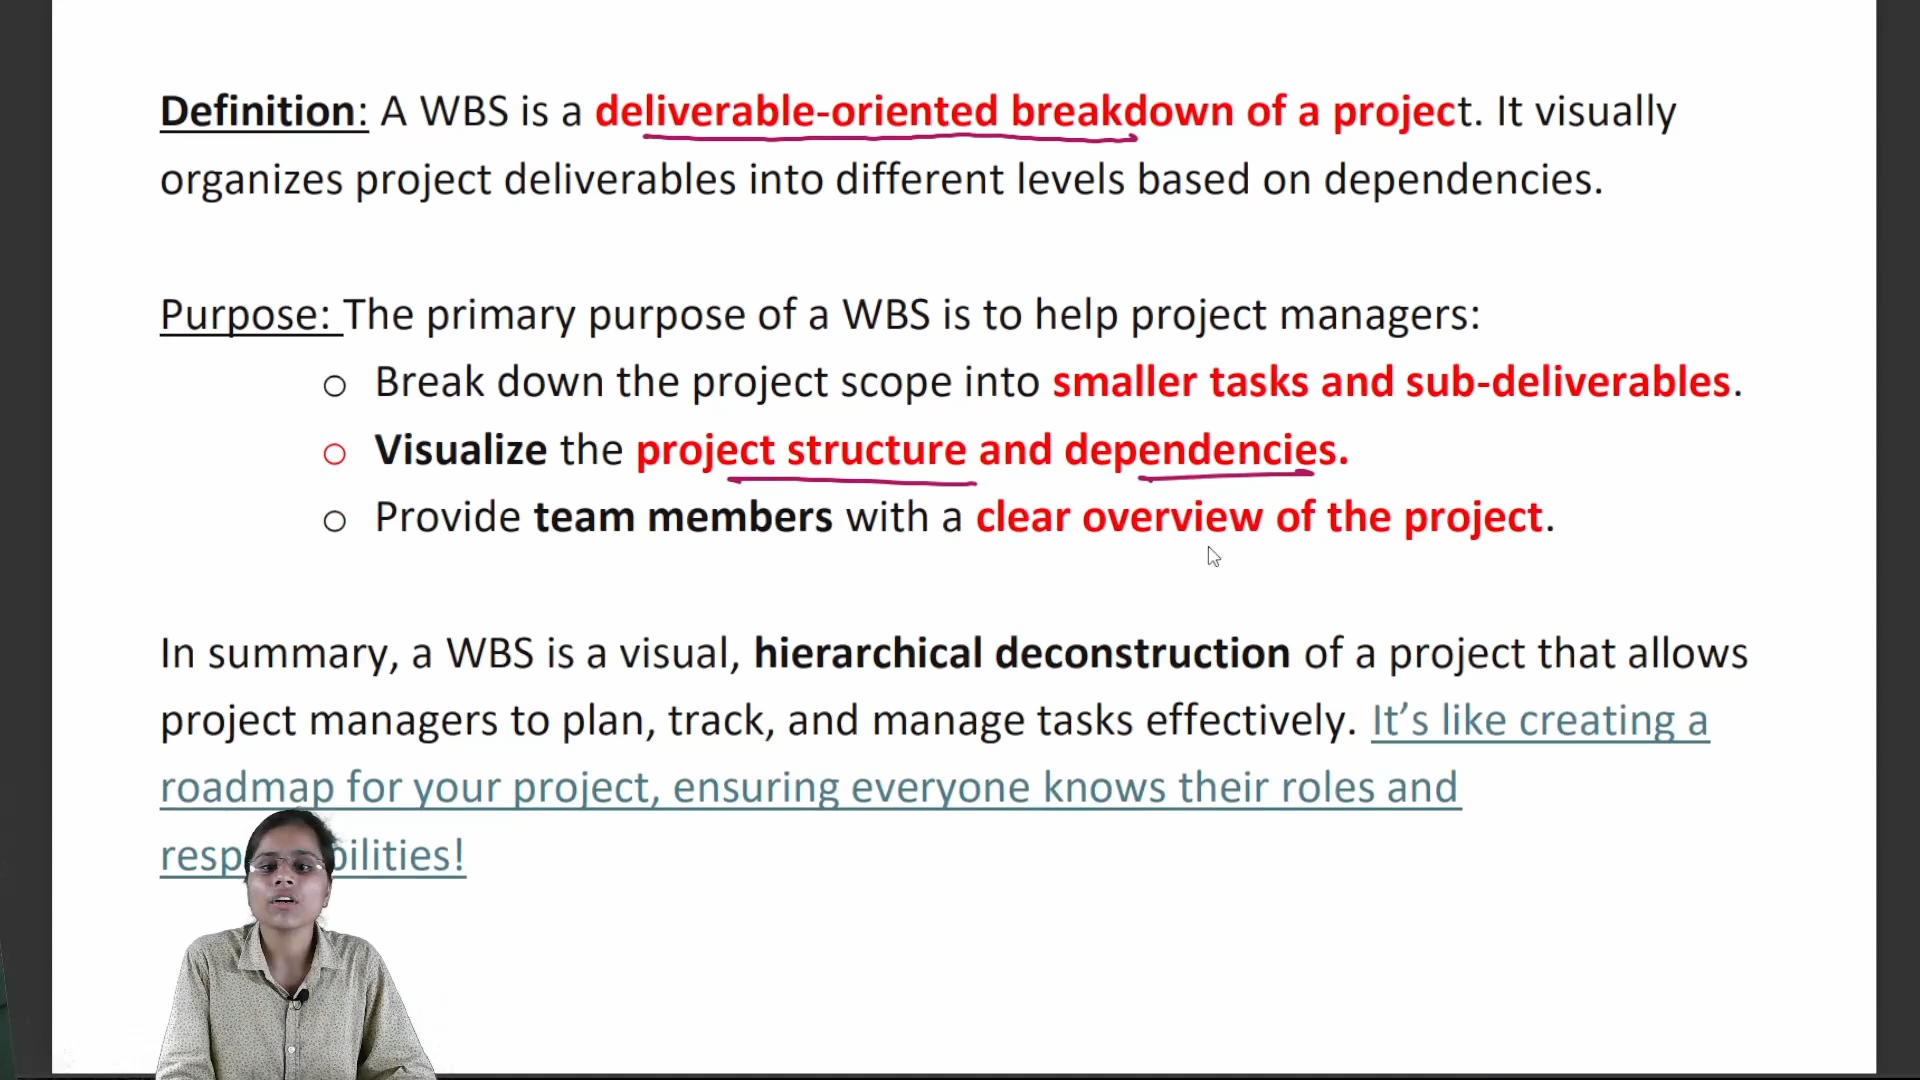 Definition: A WBS is a deliverable-oriented breakdown of a project. It visually
organizes project deliverables into different levels based on dependencies.
Purpose: The primary purpose of a WBS is to help project managers:
o Break down the project scope into smaller tasks and sub-deliverables.
o Visualize the project structure and dependencies.
o Provide team members with a clear overview of the project.
In summary, a WBS is a visual, hierarchical deconstruction of a project that allows
project managers to plan, track, and manage tasks effectively. It’s like creating a
roadmap for your project, ensuring everyone knows their roles and